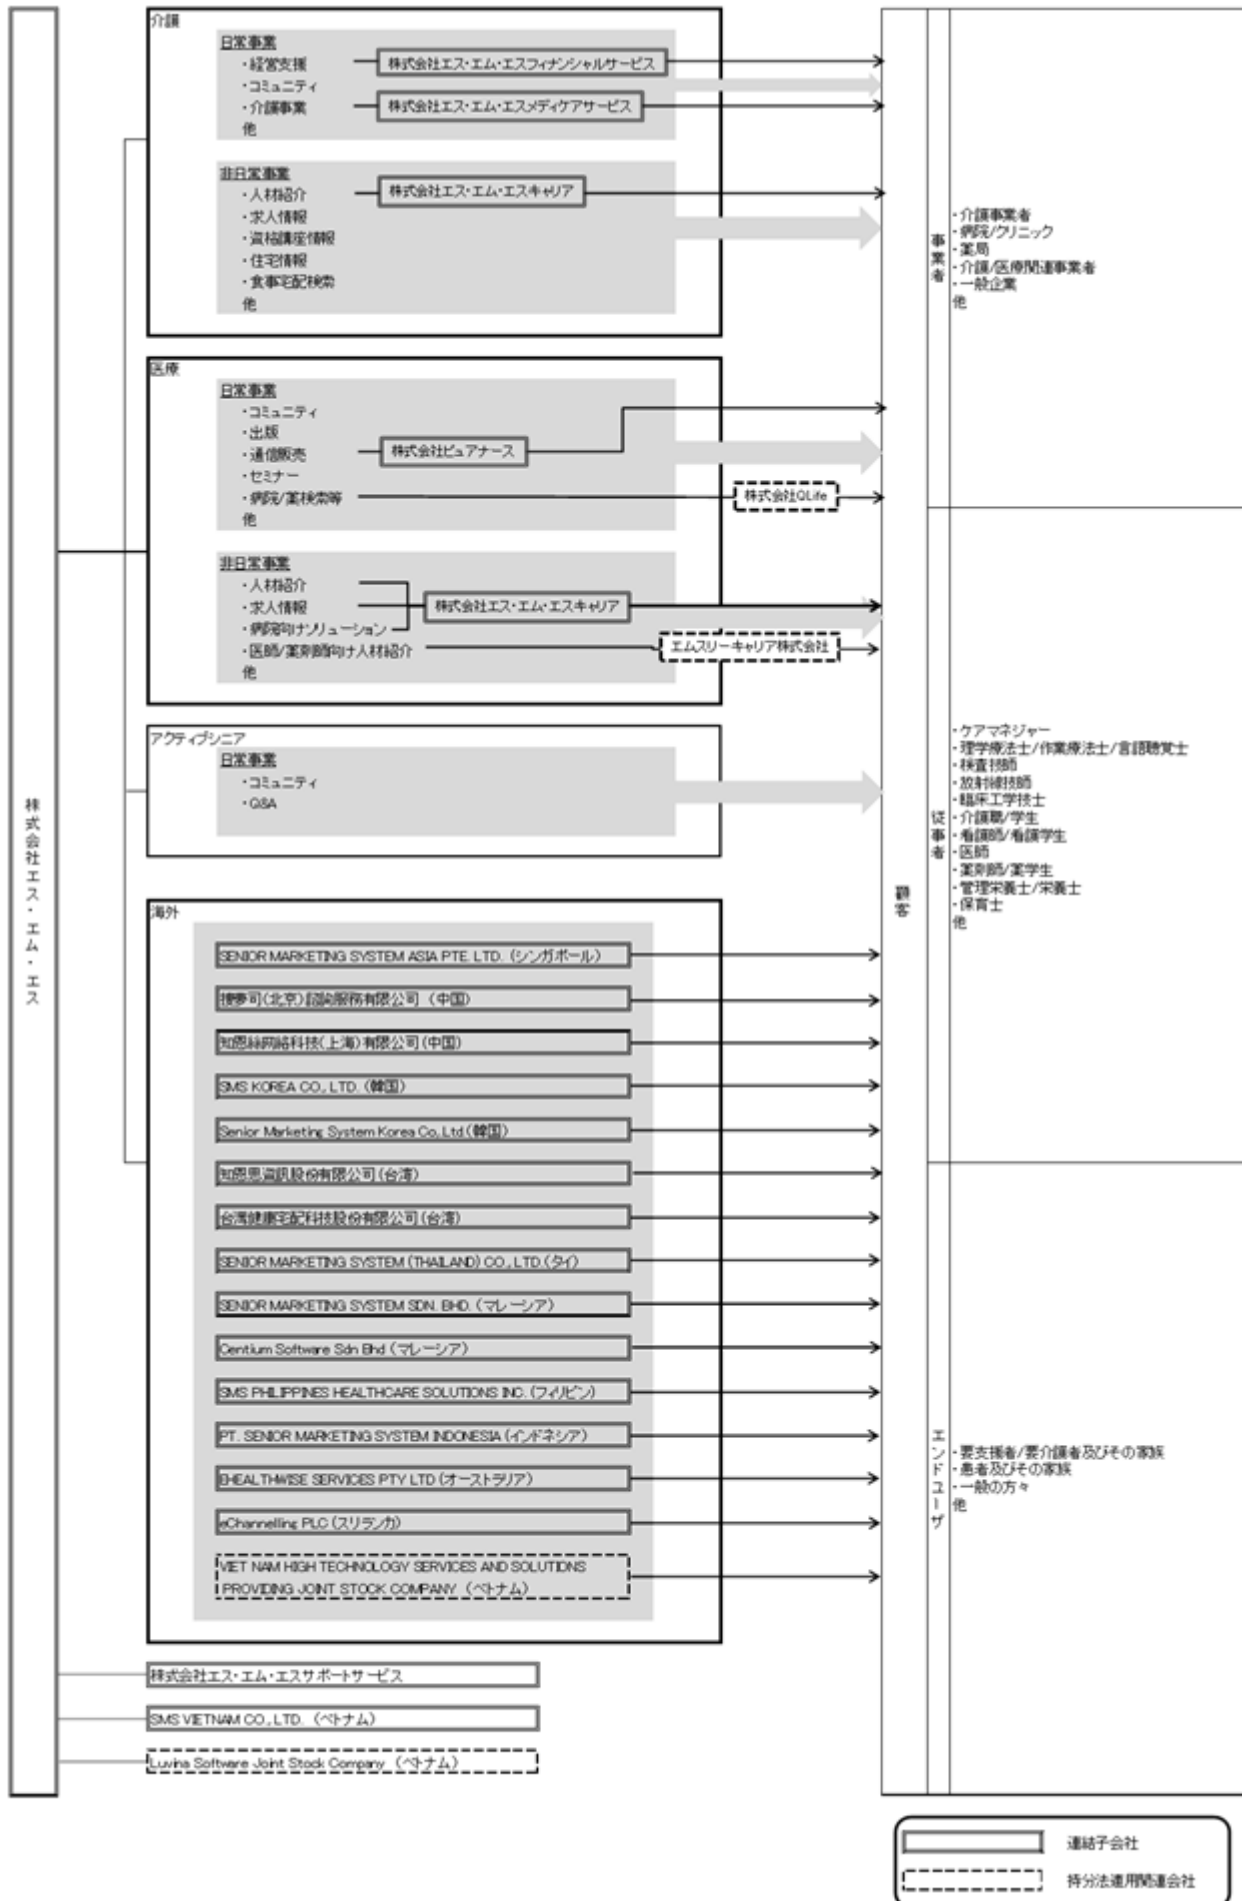 株式会社エス・エム・エス
介護
日常事業
・経営支援
株式会社エス・エム・エスフィナンシャルサービス
・コミュニティ
・介護事業
株式会社エス・エム・エスメディケアサービス
他
非日常事業
・人材紹介
株式会社エス・エム・エスキャリア
・求人情報
・資格講座情報
・住宅情報
・食事宅配検索
他
医療
日常事業
・コミュニティ
・出版
・通信販売
株式会社ピュアナース
・セミナー
・病院/薬検索等
株式会社QLife
他
非日常事業
・人材紹介
・求人情報
株式会社エス・エム・エスキャリア
・病院向けソリューション
・医師/薬剤師向け人材紹介
エムスリーキャリア株式会社
他
アクティブシニア
日常事業
・コミュニティ
・Q&A
海外
SENIOR MARKETING SYSTEM ASIA PTE. LTD. (シンガポール)
(北京)諮詢服務有限公司 (中国)
知恩絲网絡科技(上海)有限公司(中国)
SMS KOREA CO., LTD. (韓国)
Senior Marketing System Korea Co., Ltd (韓国)
知恩思資訊股份有限公司(台湾)
台灣健康宅配科技股份有限公司(台湾)
SENIOR MARKETING SYSTEM (THAILAND) CO., LTD.(タイ)
SENIOR MARKETING SYSTEM SDN. BHD. (マレーシア)
Centium Software Sdn Bhd (マレーシア)
SMS PHILIPPINES HEALTHCARE SOLUTIONS INC. (フィリピン)
PT. SENIOR MARKETING SYSTEM INDONESIA (インドネシア)
EHEALTHWISE SERVICES PTY LTD (オーストラリア)
eChannelling PLC (スリランカ)
VIET NAM HIGH TECHNOLOGY SERVICES AND SOLUTIONS
PROVIDING JOINT STOCK COMPANY (ベトナム)
株式会社エス・エム・エスサポートサービス
SMS VIETNAM CO., LTD. (ベトナム)
Luvina Software Joint Stock Company (ベトナム)
顧客
事業者
・介護事業者
・病院/クリニック
・薬局
・介護/医療関連事業者
・一般企業
他
従事者
・ケアマネジャー
・理学療法士/作業療法士/言語聴覚士
・検査技師
・放射線技師
・臨床工学技士
・介護職/学生
・看護師/看護学生
・医師
・薬剤師/薬学生
・管理栄養士/栄養士
・保育士
他
エンドユーザ
・要支援者/要介護者及びその家族
・患者及びその家族
・一般の方々
他
連結子会社
持分法適用関連会社